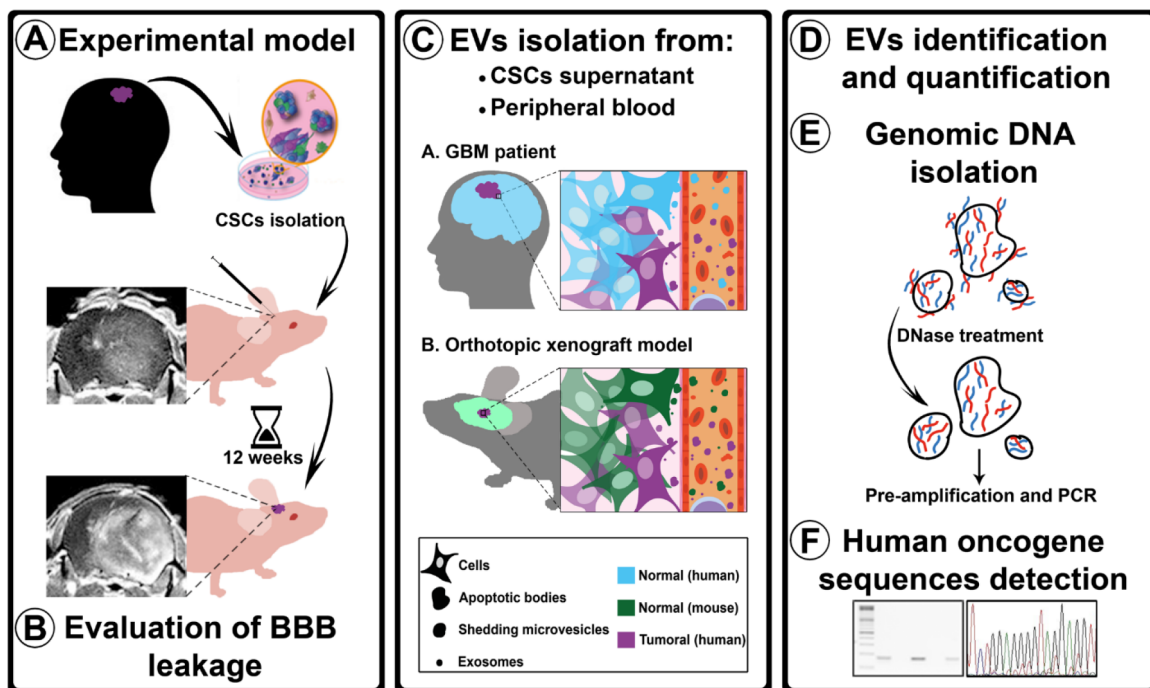 A Experimental model
CSCs isolation
12 weeks
B Evaluation of BBB
leakage
C EVs isolation from:
• CSCs supernatant
• Peripheral blood
A. GBM patient
B. Orthotopic xenograft model
Cells
Apoptotic bodies
Shedding microvesicles
Exosomes
Normal (human)
Normal (mouse)
Tumoral (human)
D EVs identification
and quantification
E Genomic DNA
isolation
DNase treatment
Pre-amplification and PCR
F Human oncogene
sequences detection